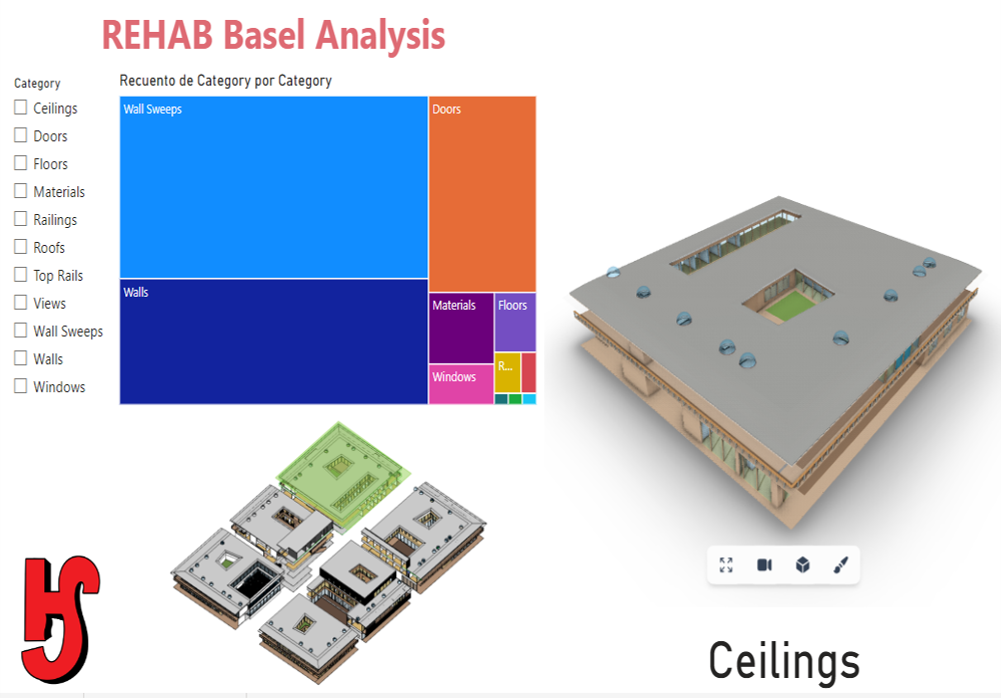 REHAB Basel Analysis
Category
Ceilings
Doors
Floors
Materials
Railings
Roofs
Top Rails
Views
Wall Sweeps
Walls
Windows
Recuento de Category por Category
Wall Sweeps
Doors
Walls
Materials
Floors
Windows
R...
Ceilings